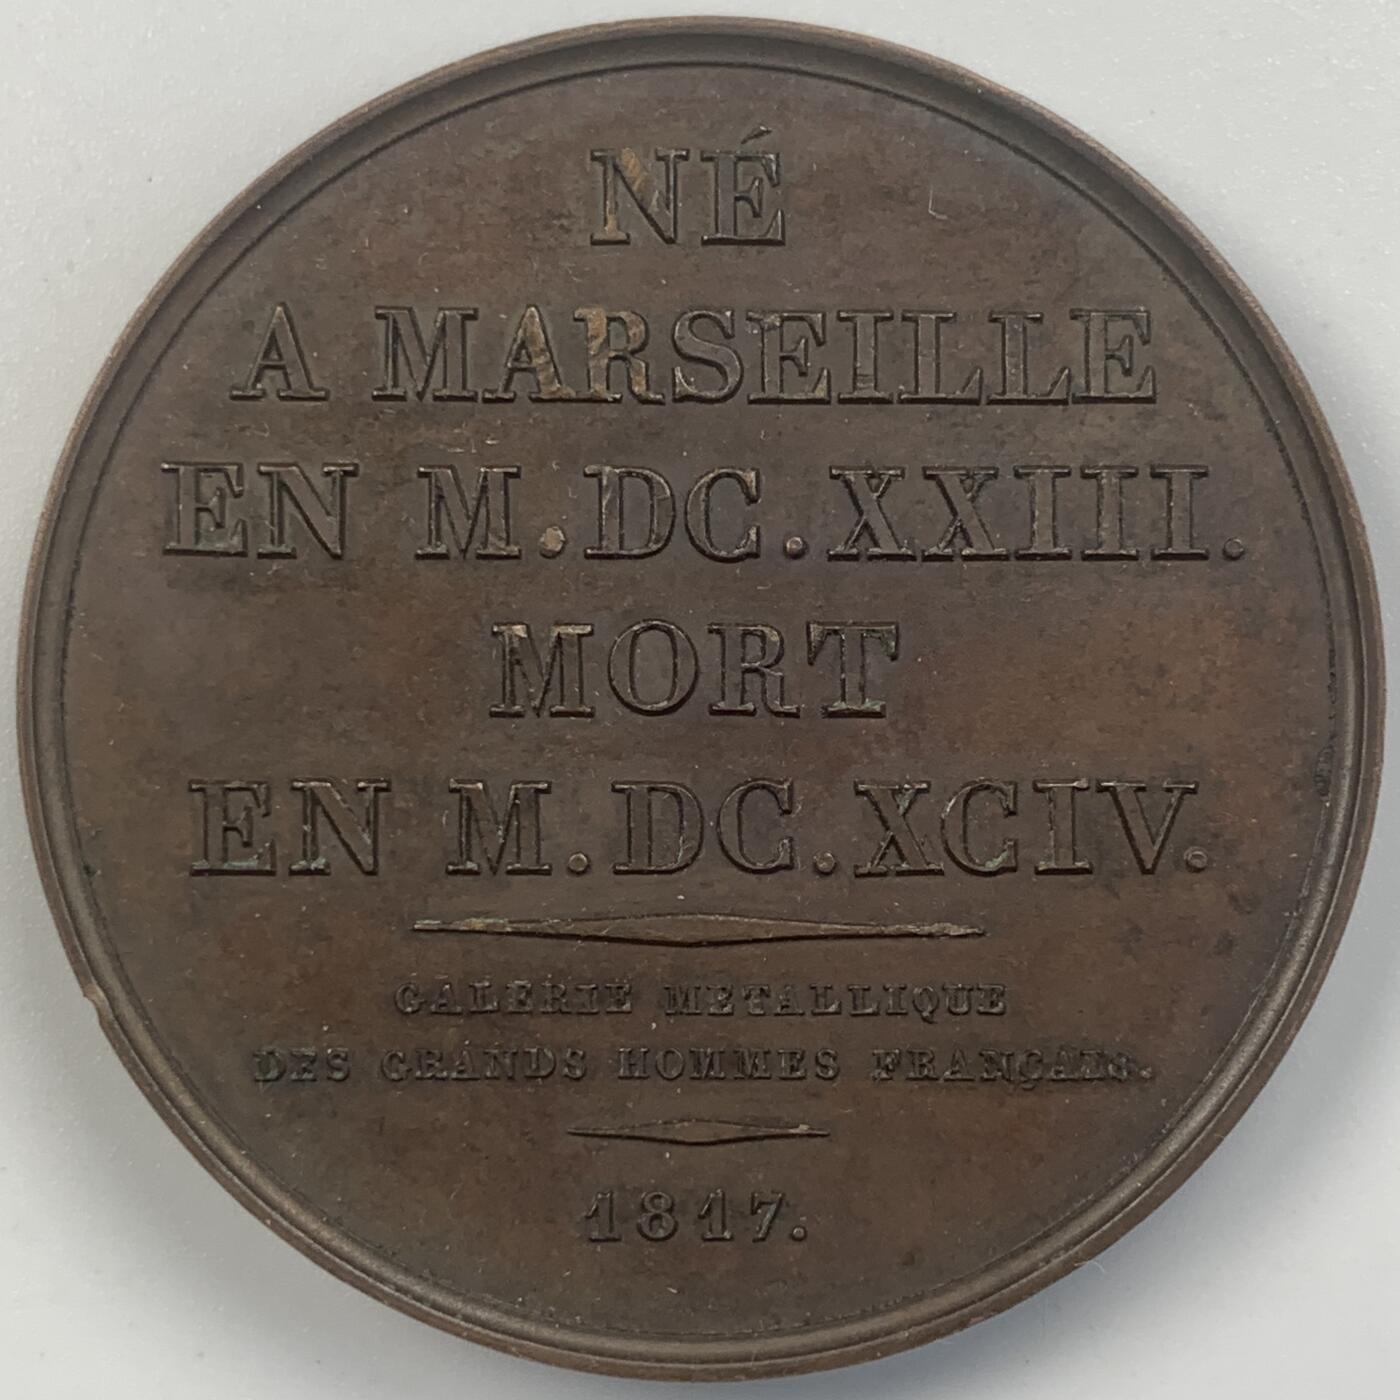 NÉ
A MARSEILLE
EN M.DC.XXIII.
MORT
EN M.DC.XCIV.
GALERIE METALLIQUE
DES GRANDS HOMMES FRANÇAIS.
1817.